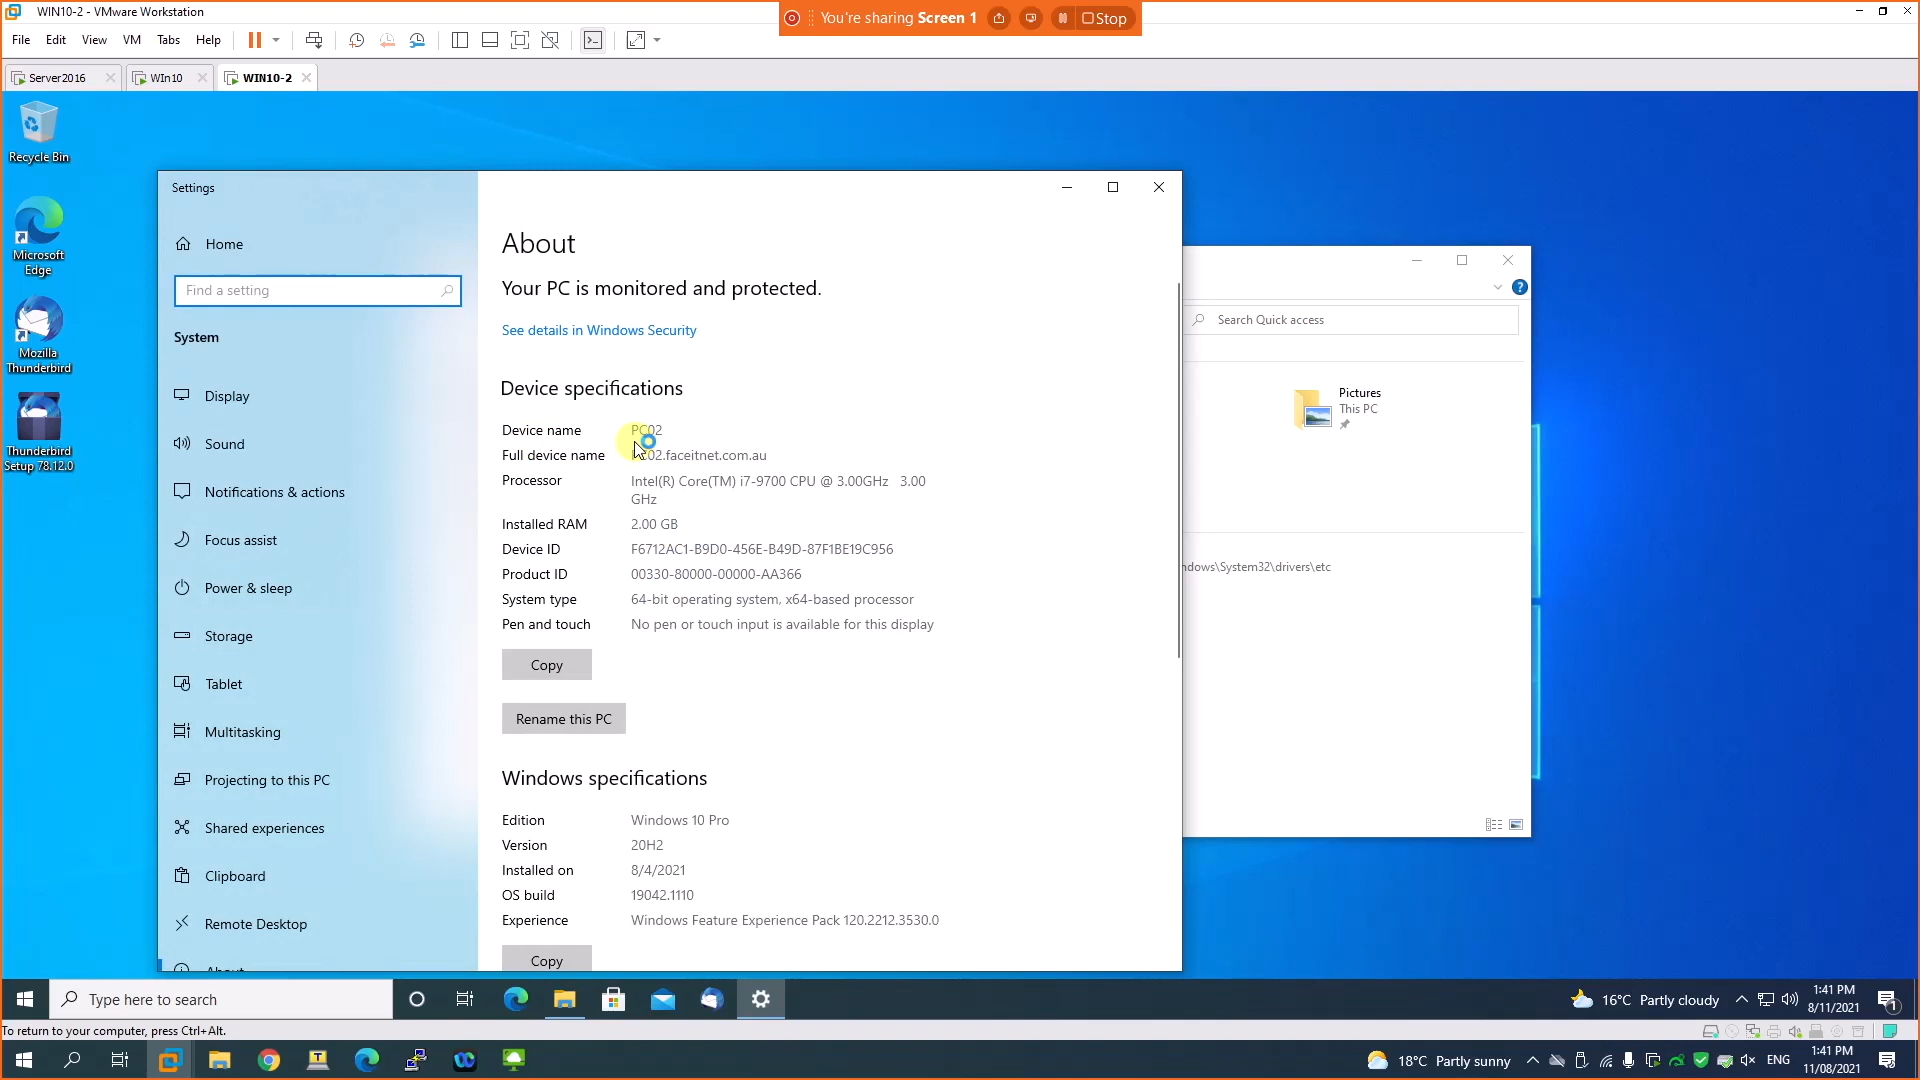 WIN10-2 - VMware Workstation
You're sharing Screen 1
Stop
File Edit View VM Tabs Help
Server2016
WIn10
WIN10-2
Recycle Bin
Microsoft
Edge
Mozilla
Thunderbird
Thunderbird
Setup 78.12.0
Settings
Home
Find a setting
System
Display
Sound
Notifications & actions
Focus assist
Power & sleep
Storage
Tablet
Multitasking
Projecting to this PC
Shared experiences
Clipboard
Remote Desktop
About
About
Your PC is monitored and protected.
See details in Windows Security
Device specifications
Device name PC02
Full device name PC02.faceitnet.com.au
Processor Intel(R) Core(TM) i7-9700 CPU @ 3.00GHz 3.00
GHz
Installed RAM 2.00 GB
Device ID F6712AC1-B9D0-456E-B49D-87F1BE19C956
Product ID 00330-80000-00000-AA366
System type 64-bit operating system, x64-based processor
Pen and touch No pen or touch input is available for this display
Copy
Rename this PC
Windows specifications
Edition Windows 10 Pro
Version 20H2
Installed on 8/4/2021
OS build 19042.1110
Experience Windows Feature Experience Pack 120.2212.3530.0
Copy
Search Quick access
Pictures
This PC
ndows\System32\drivers\etc
Type here to search
16°C Partly cloudy
1:41 PM
8/11/2021
1
To return to your computer, press Ctrl+Alt.
18°C Partly sunny
ENG
1:41 PM
11/08/2021